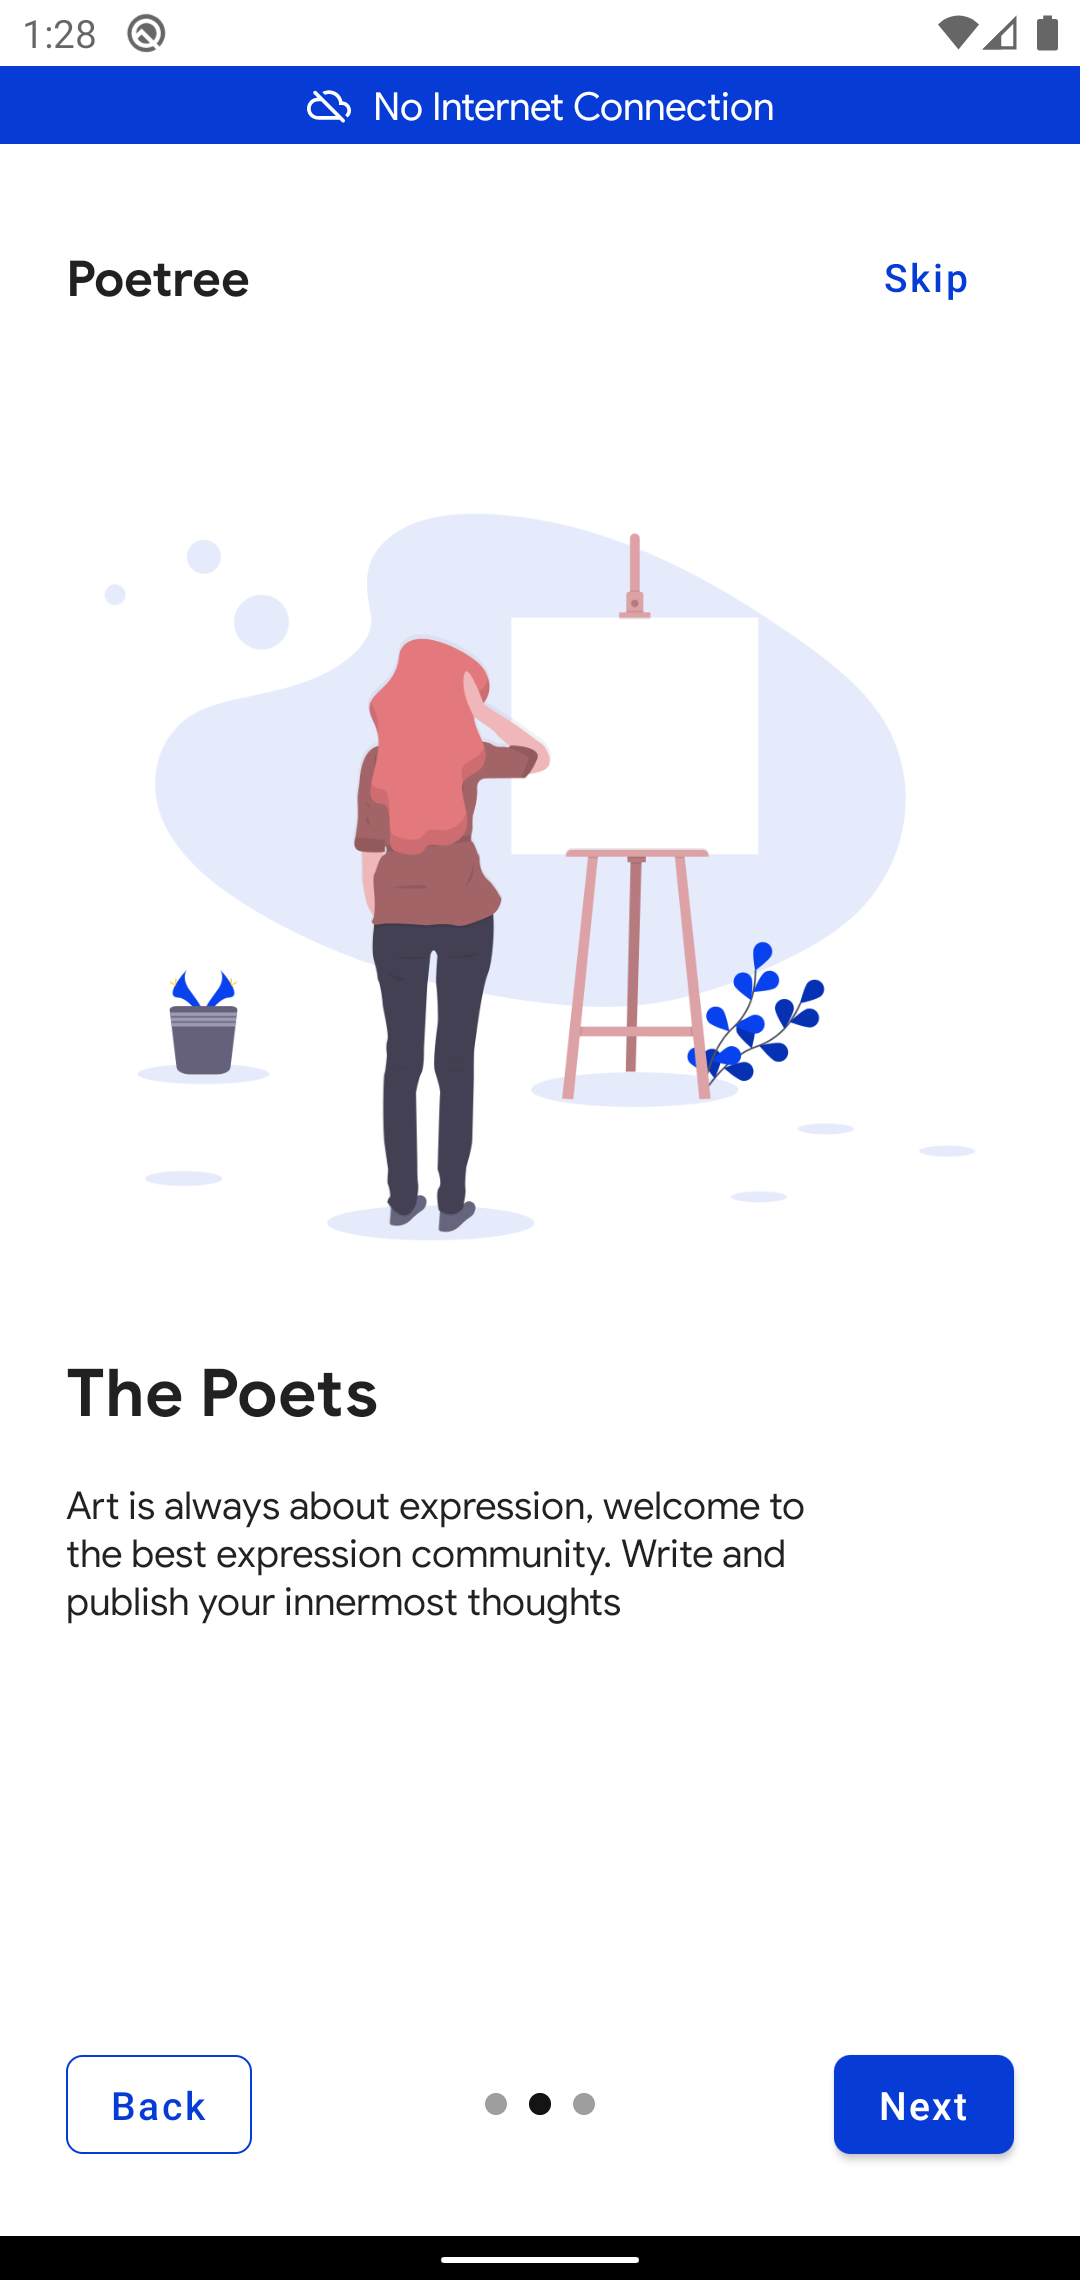 1:28
No Internet Connection
Poetree
Skip
The Poets
Art is always about expression, welcome to
the best expression community. Write and
publish your innermost thoughts
Back
Next